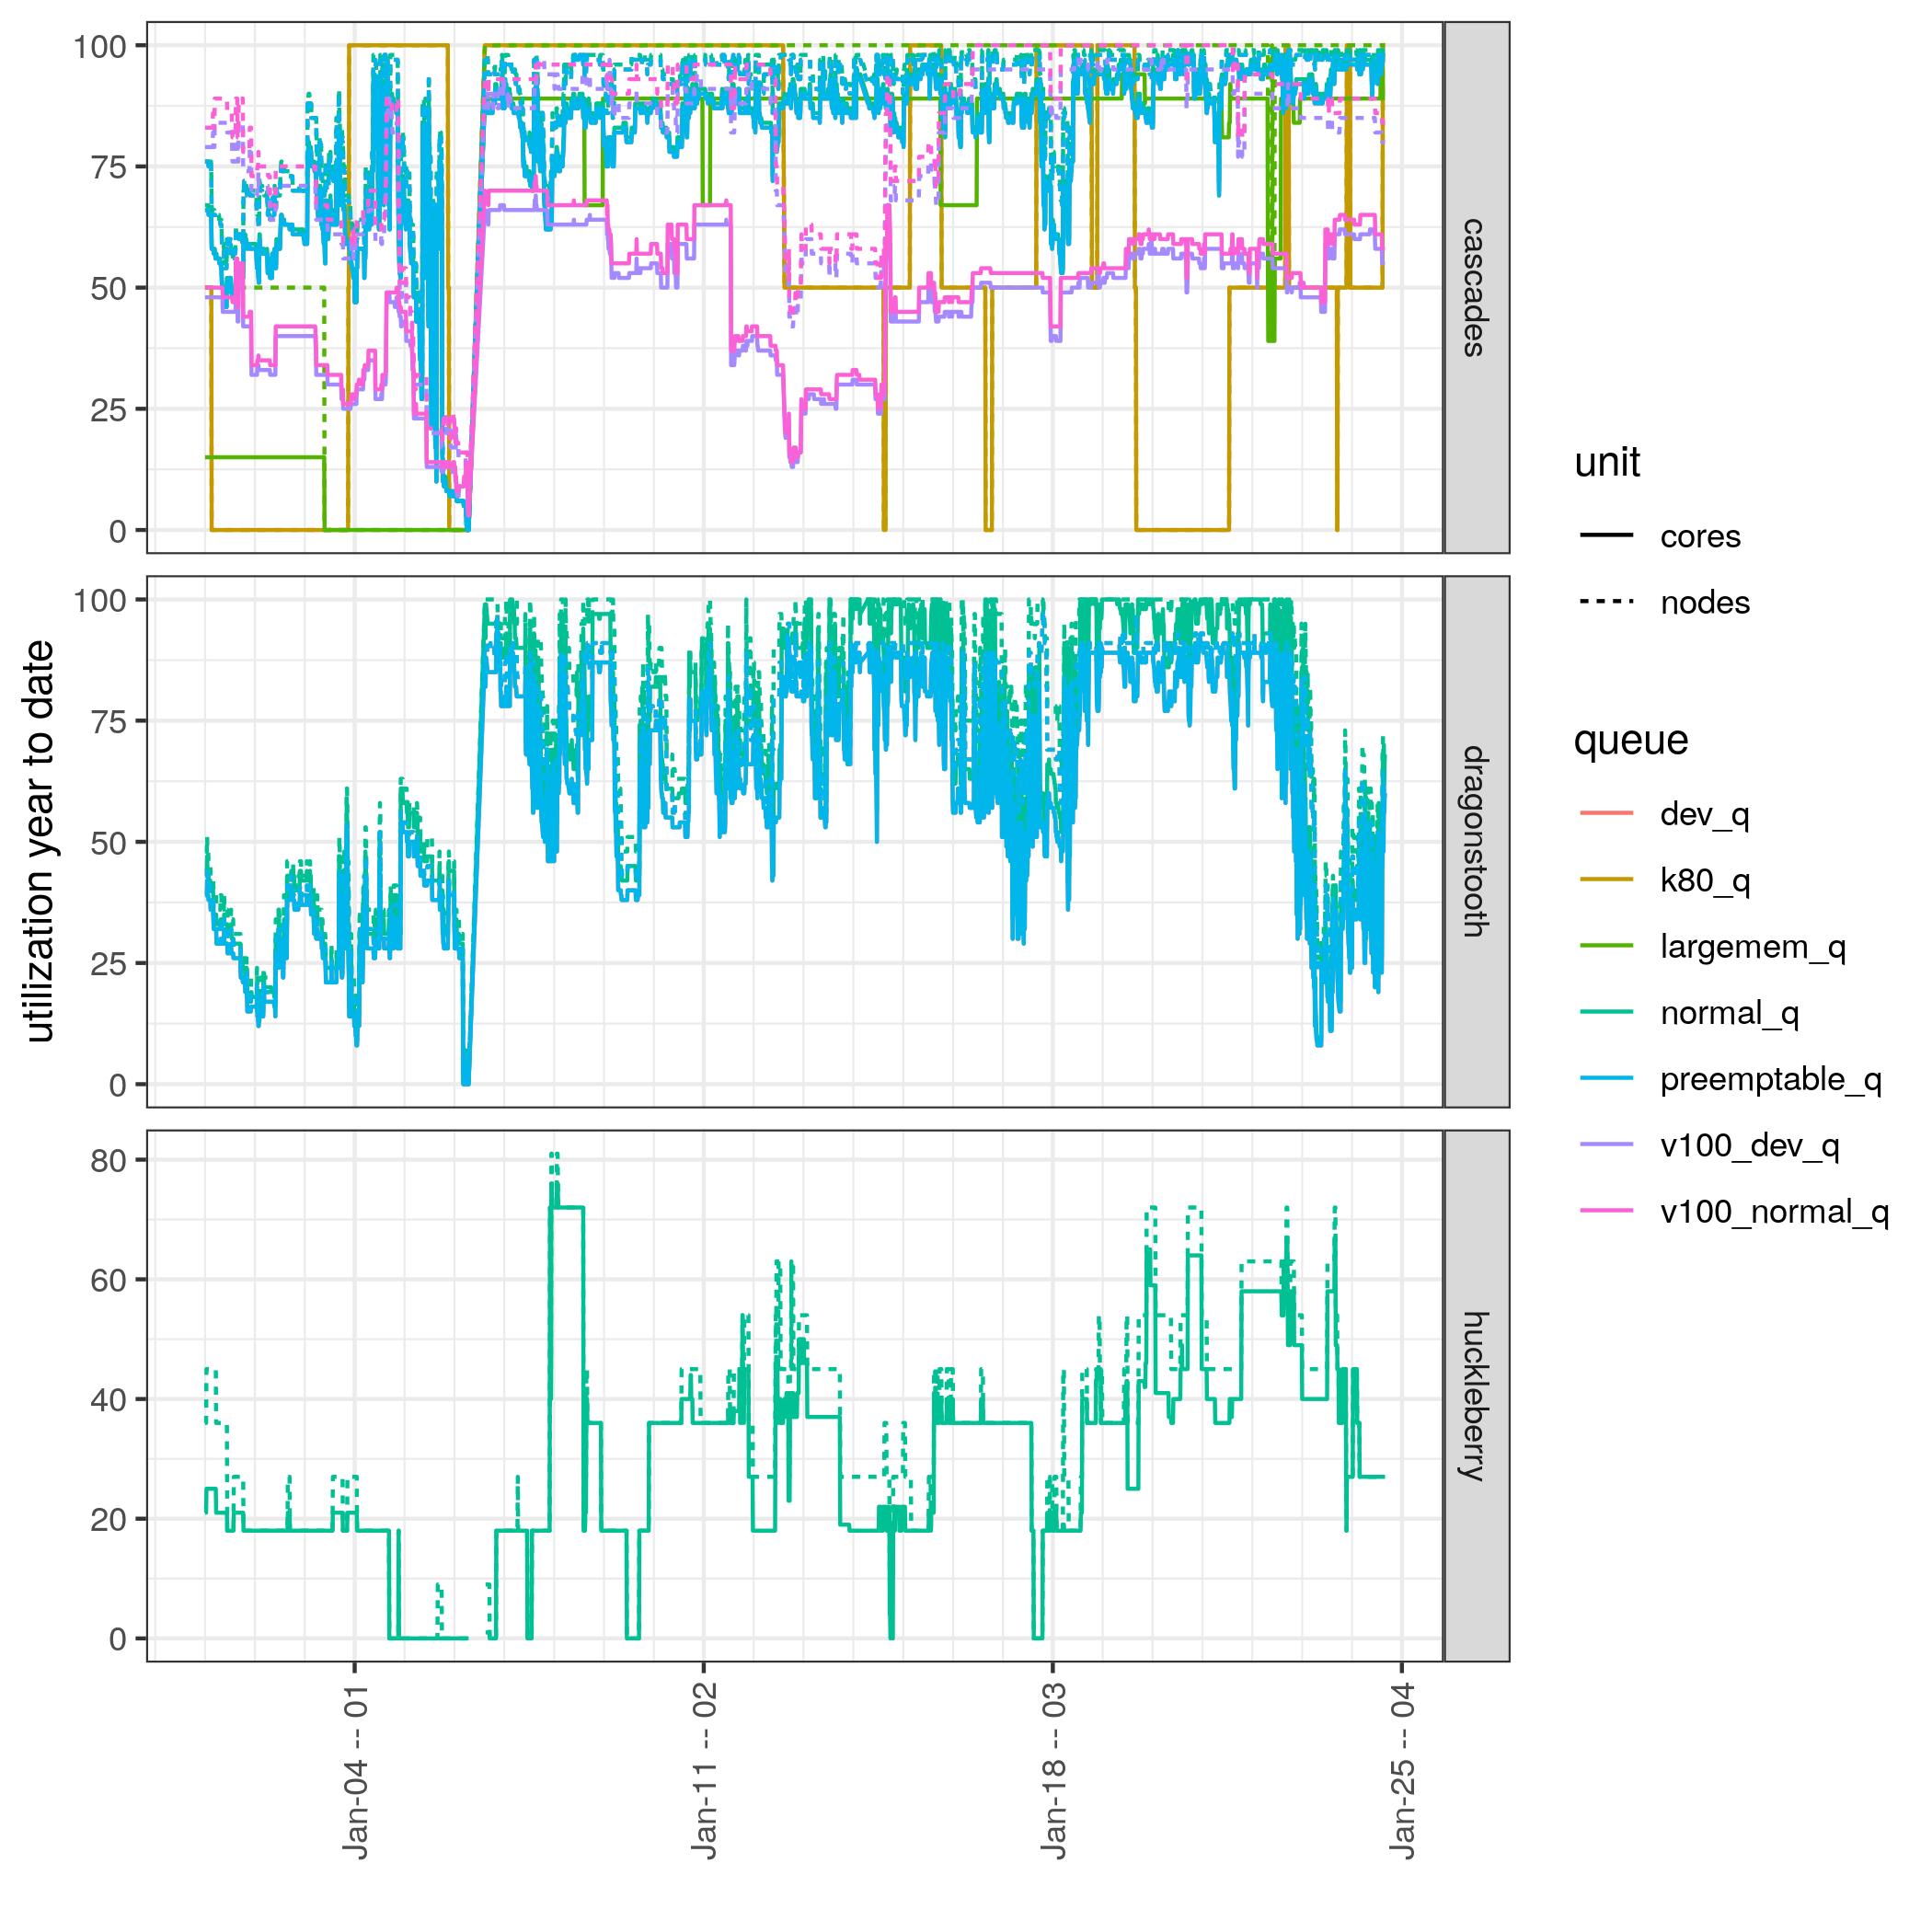 utilization year to date
100
75
50
25
0
cascades
100
75
50
25
0
dragonstooth
80
60
40
20
0
huckleberry
Jan-04 -- 01
Jan-11 -- 02
Jan-18 -- 03
Jan-25 -- 04
unit
cores
nodes
queue
dev_q
k80_q
largemem_q
normal_q
preemptable_q
v100_dev_q
v100_normal_q